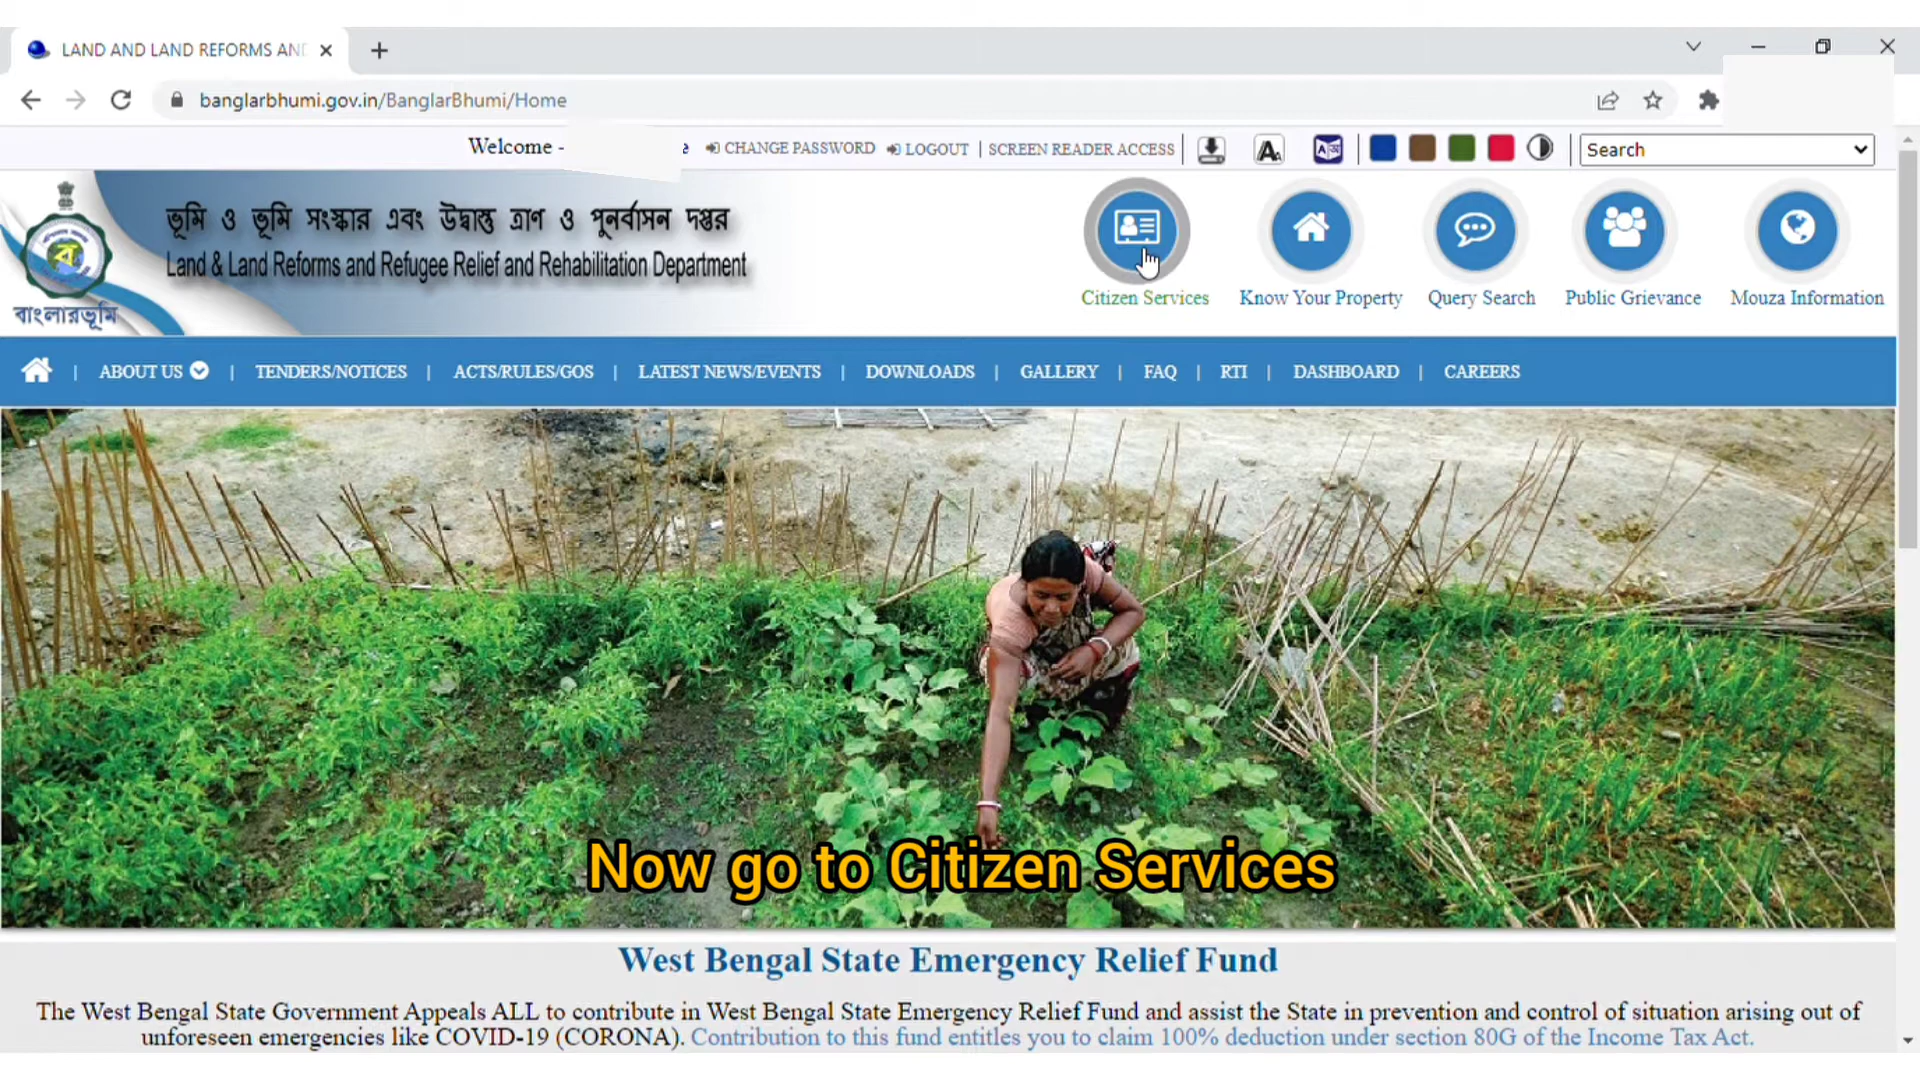 LAND AND LAND REFORMS AND
banglarbhumi.gov.in/BanglarBhumi/Home
Welcome -
CHANGE PASSWORD LOGOUT | SCREEN READER ACCESS
A
Search
ভূমি ও ভূমি সংস্কার এবং উদ্বাস্তু ত্রাণ ও পুনর্বাসন দপ্তর
Land & Land Reforms and Refugee Relief and Rehabilitation Department
বাংলারভূমি
Citizen Services
Know Your Property
Query Search
Public Grievance
Mouza Information
ABOUT US | TENDERS/NOTICES | ACTS/RULES/GOS | LATEST NEWS/EVENTS | DOWNLOADS | GALLERY | FAQ | RTI | DASHBOARD | CAREERS
Now go to Citizen Services
West Bengal State Emergency Relief Fund
The West Bengal State Government Appeals ALL to contribute in West Bengal State Emergency Relief Fund and assist the State in prevention and control of situation arising out of
unforeseen emergencies like COVID-19 (CORONA). Contribution to this fund entitles you to claim 100% deduction under section 80G of the Income Tax Act.